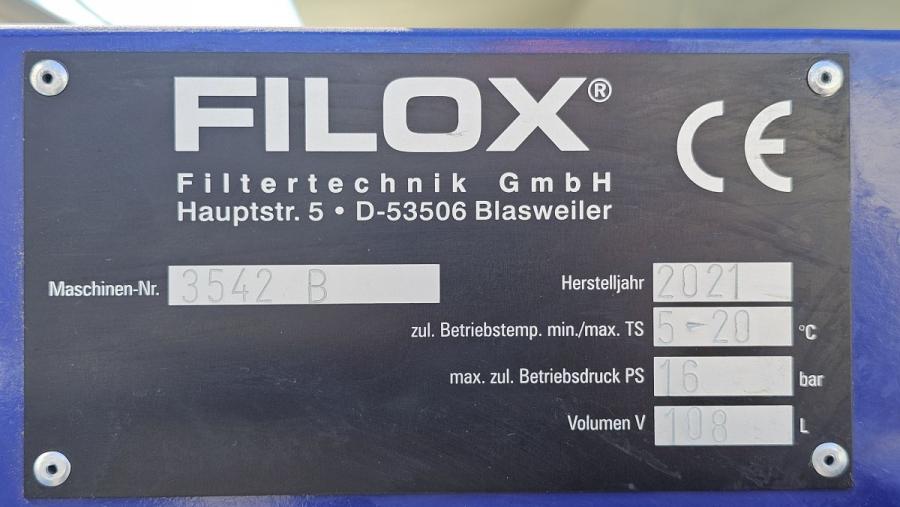 FILOX®
Filtertechnik GmbH
Hauptstr. 5 • D-53506 Blasweiler
CE
Maschinen-Nr. 3542 B
Herstelljahr 2021
zul. Betriebstemp. min./max. TS 5-20 °C
max. zul. Betriebsdruck PS 16 bar
Volumen V 108 L